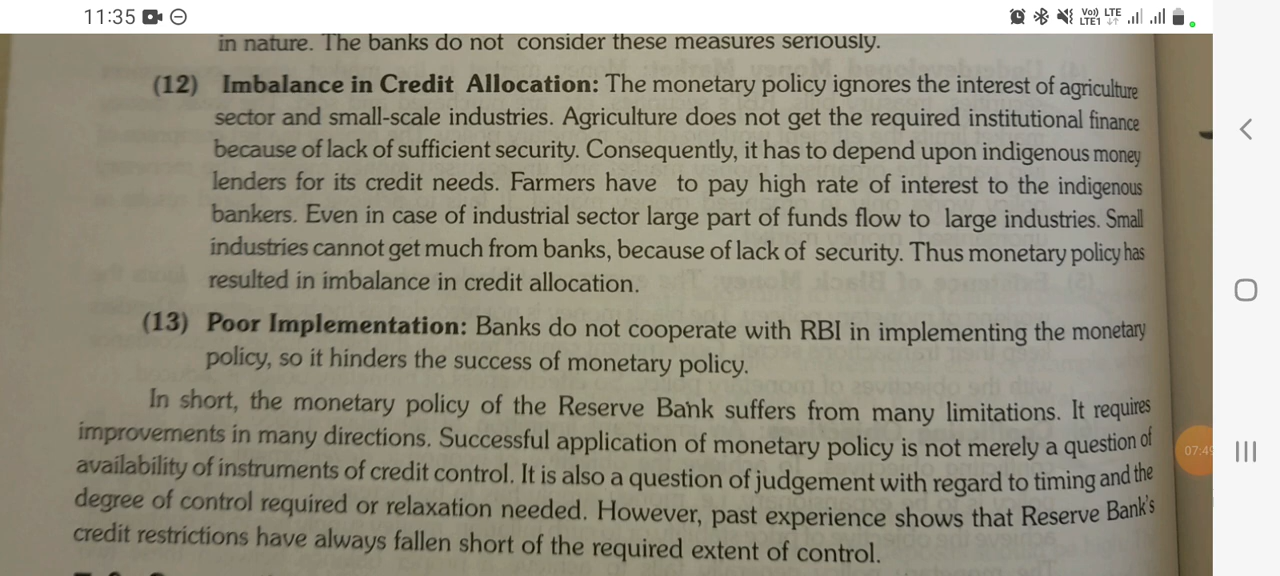 11:35
Vo)) LTE
LTE1
in nature. The banks do not consider these measures seriously.
(12) Imbalance in Credit Allocation: The monetary policy ignores the interest of agriculture
sector and small-scale industries. Agriculture does not get the required institutional finance
because of lack of sufficient security. Consequently, it has to depend upon indigenous money
lenders for its credit needs. Farmers have to pay high rate of interest to the indigenous
bankers. Even in case of industrial sector large part of funds flow to large industries. Small
industries cannot get much from banks, because of lack of security. Thus monetary policy has
resulted in imbalance in credit allocation.
(13) Poor Implementation: Banks do not cooperate with RBI in implementing the monetary
policy, so it hinders the success of monetary policy.
In short, the monetary policy of the Reserve Bank suffers from many limitations. It requires
improvements in many directions. Successful application of monetary policy is not merely a question of
availability of instruments of credit control. It is also a question of judgement with regard to timing and the
degree of control required or relaxation needed. However, past experience shows that Reserve Bank's
credit restrictions have always fallen short of the required extent of control.